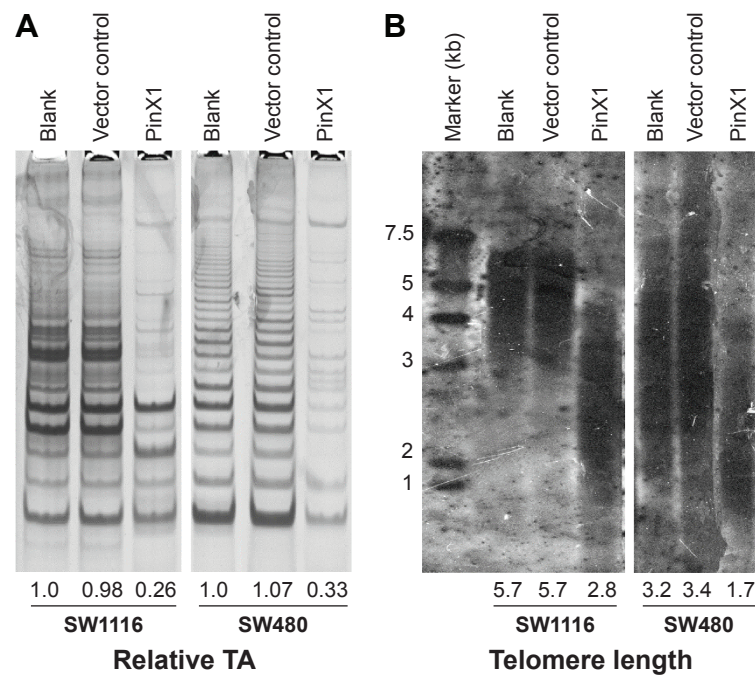 A
Blank
Vector control
PinX1
Blank
Vector control
PinX1
1.0 0.98 0.26 1.0 1.07 0.33
SW1116 SW480
Relative TA
B
Marker (kb)
Blank
Vector control
PinX1
Blank
Vector control
PinX1
7.5
5
4
3
2
1
5.7 5.7 2.8 3.2 3.4 1.7
SW1116 SW480
Telomere length